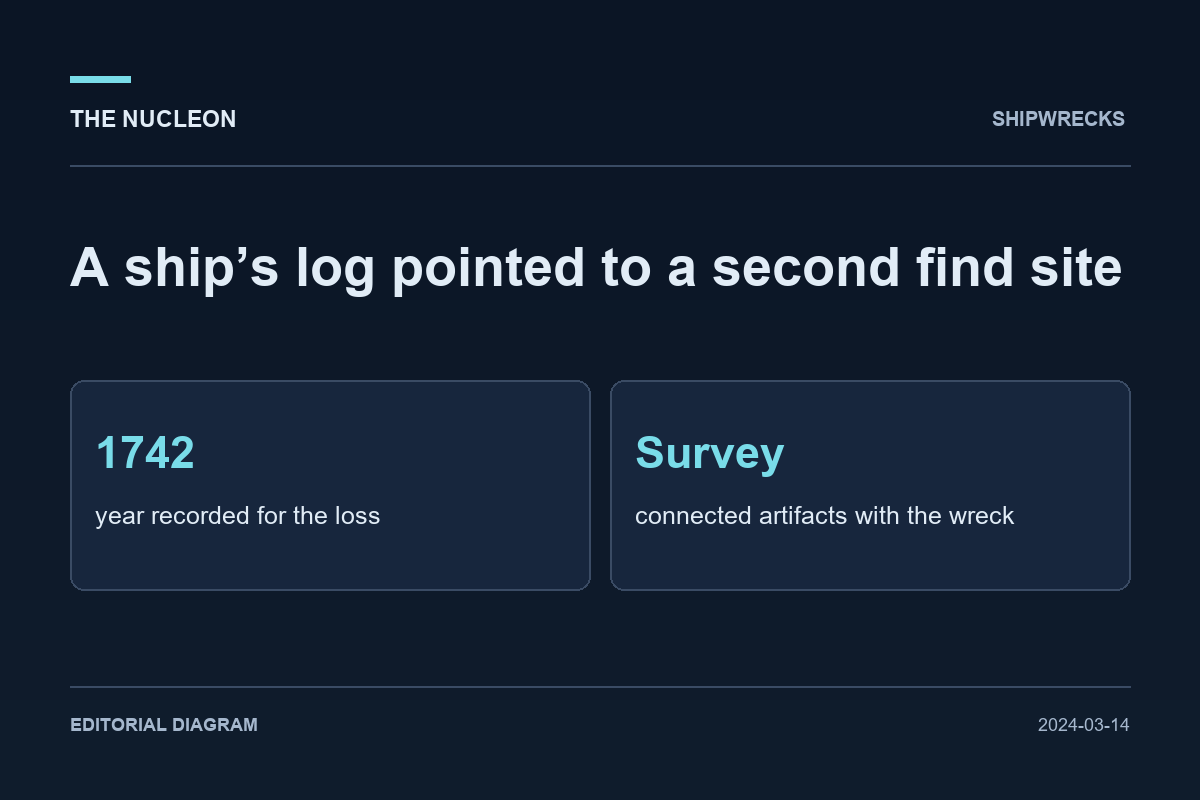 THE NUCLEON
SHIPWRECKS
A ship’s log pointed to a second find site
1742
year recorded for the loss
Survey
connected artifacts with the wreck
EDITORIAL DIAGRAM
2024-03-14